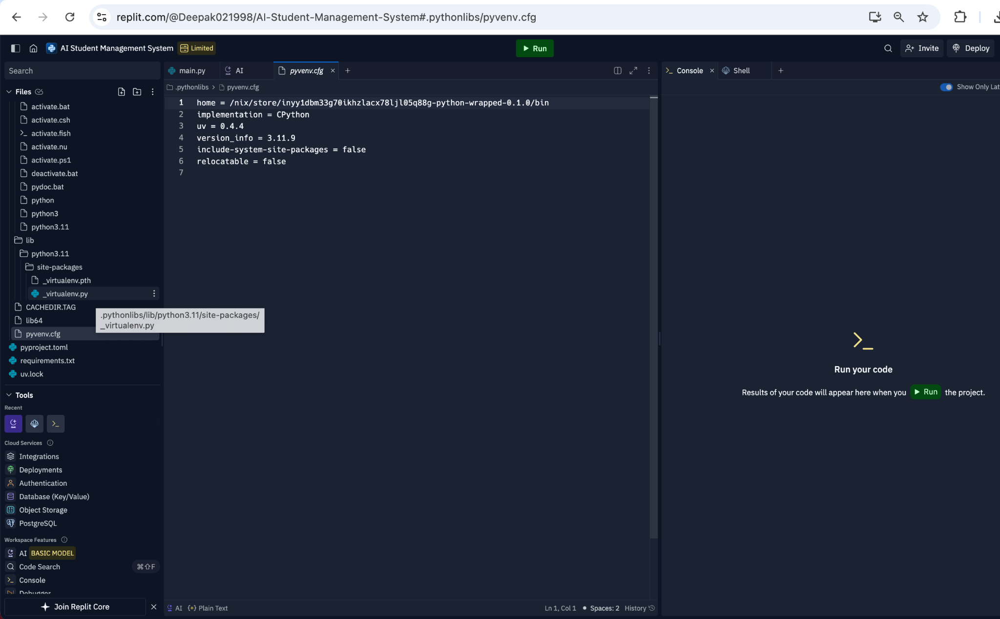 replit.com/@Deepak021998/AI-Student-Management-System#.pythonlibs/pyvenv.cfg
AI Student Management System
Limited
Run
Invite
Deploy
Search
Files
activate.bat
activate.csh
activate.fish
activate.nu
activate.ps1
deactivate.bat
pydoc.bat
python
python3
python3.11
lib
python3.11
site-packages
_virtualenv.pth
_virtualenv.py
CACHEDIR.TAG
lib64
pyvenv.cfg
.pythonlibs/lib/python3.11/site-packages/
_virtualenv.py
pyproject.toml
requirements.txt
uv.lock
Tools
Recent
Cloud Services
Integrations
Deployments
Authentication
Database (Key/Value)
Object Storage
PostgreSQL
Workspace Features
AI BASIC MODEL
Code Search ⌘⇧F
Console
Debugger
Join Replit Core
main.py
AI
pyvenv.cfg
.pythonlibs > pyvenv.cfg
1 home = /nix/store/inyy1dbm33g70ikhzlacx78ljl05q88g-python-wrapped-0.1.0/bin
2 implementation = CPython
3 uv = 0.4.4
4 version_info = 3.11.9
5 include-system-site-packages = false
6 relocatable = false
7
AI {*} Plain Text
Ln 1, Col 1 • Spaces: 2 History
Console
Shell
Show Only Lat
Run your code
Results of your code will appear here when you Run the project.